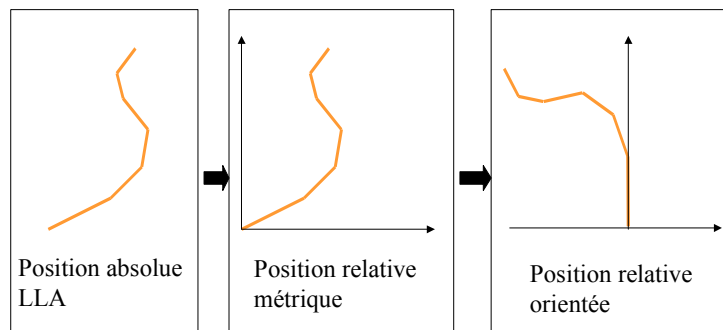 Position absolue
LLA
Position relative
métrique
Position relative
orientée